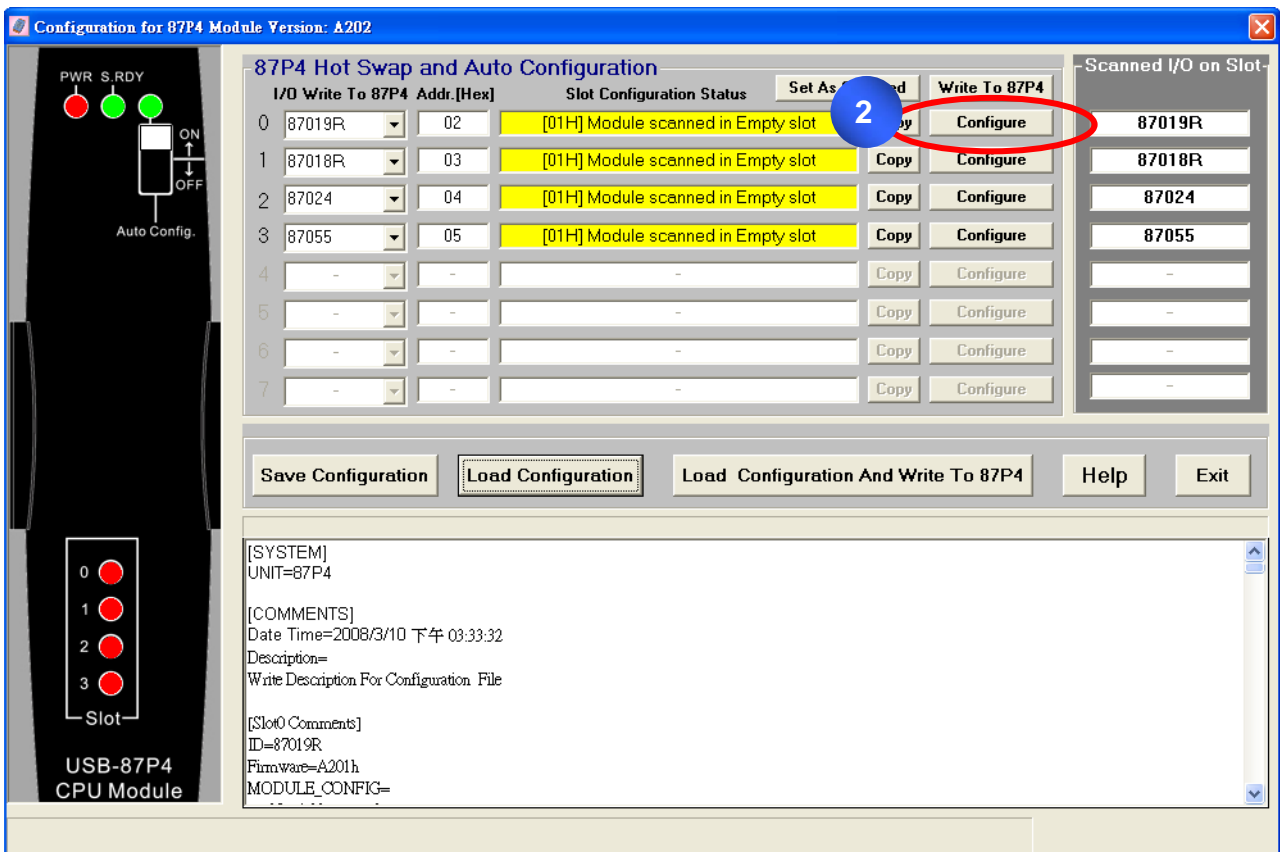 Configuration for 87P4 Module Version: A202
PWR S.RDY
ON
OFF
Auto Config.
87P4 Hot Swap and Auto Configuration
Scanned I/O on Slot
I/O Write To 87P4 Addr.[Hex] Slot Configuration Status Set As Write To 87P4
2
0 87019R 02 [01H] Module scanned in Empty slot Configure 87019R
1 87018R 03 [01H] Module scanned in Empty slot Copy Configure 87018R
2 87024 04 [01H] Module scanned in Empty slot Copy Configure 87024
3 87055 05 [01H] Module scanned in Empty slot Copy Configure 87055
4 - - - Copy Configure -
5 - - - Copy Configure -
6 - - - Copy Configure -
7 - - - Copy Configure -
Save Configuration Load Configuration Load Configuration And Write To 87P4 Help Exit
[SYSTEM]
UNIT=87P4
[COMMENTS]
Date Time=2008/3/10 下午 03:33:32
Description=
Write Description For Configuration File
[Slot0 Comments]
ID=87019R
Firmware=A201h
MODULE_CONFIG=
0
1
2
3
Slot
USB-87P4
CPU Module